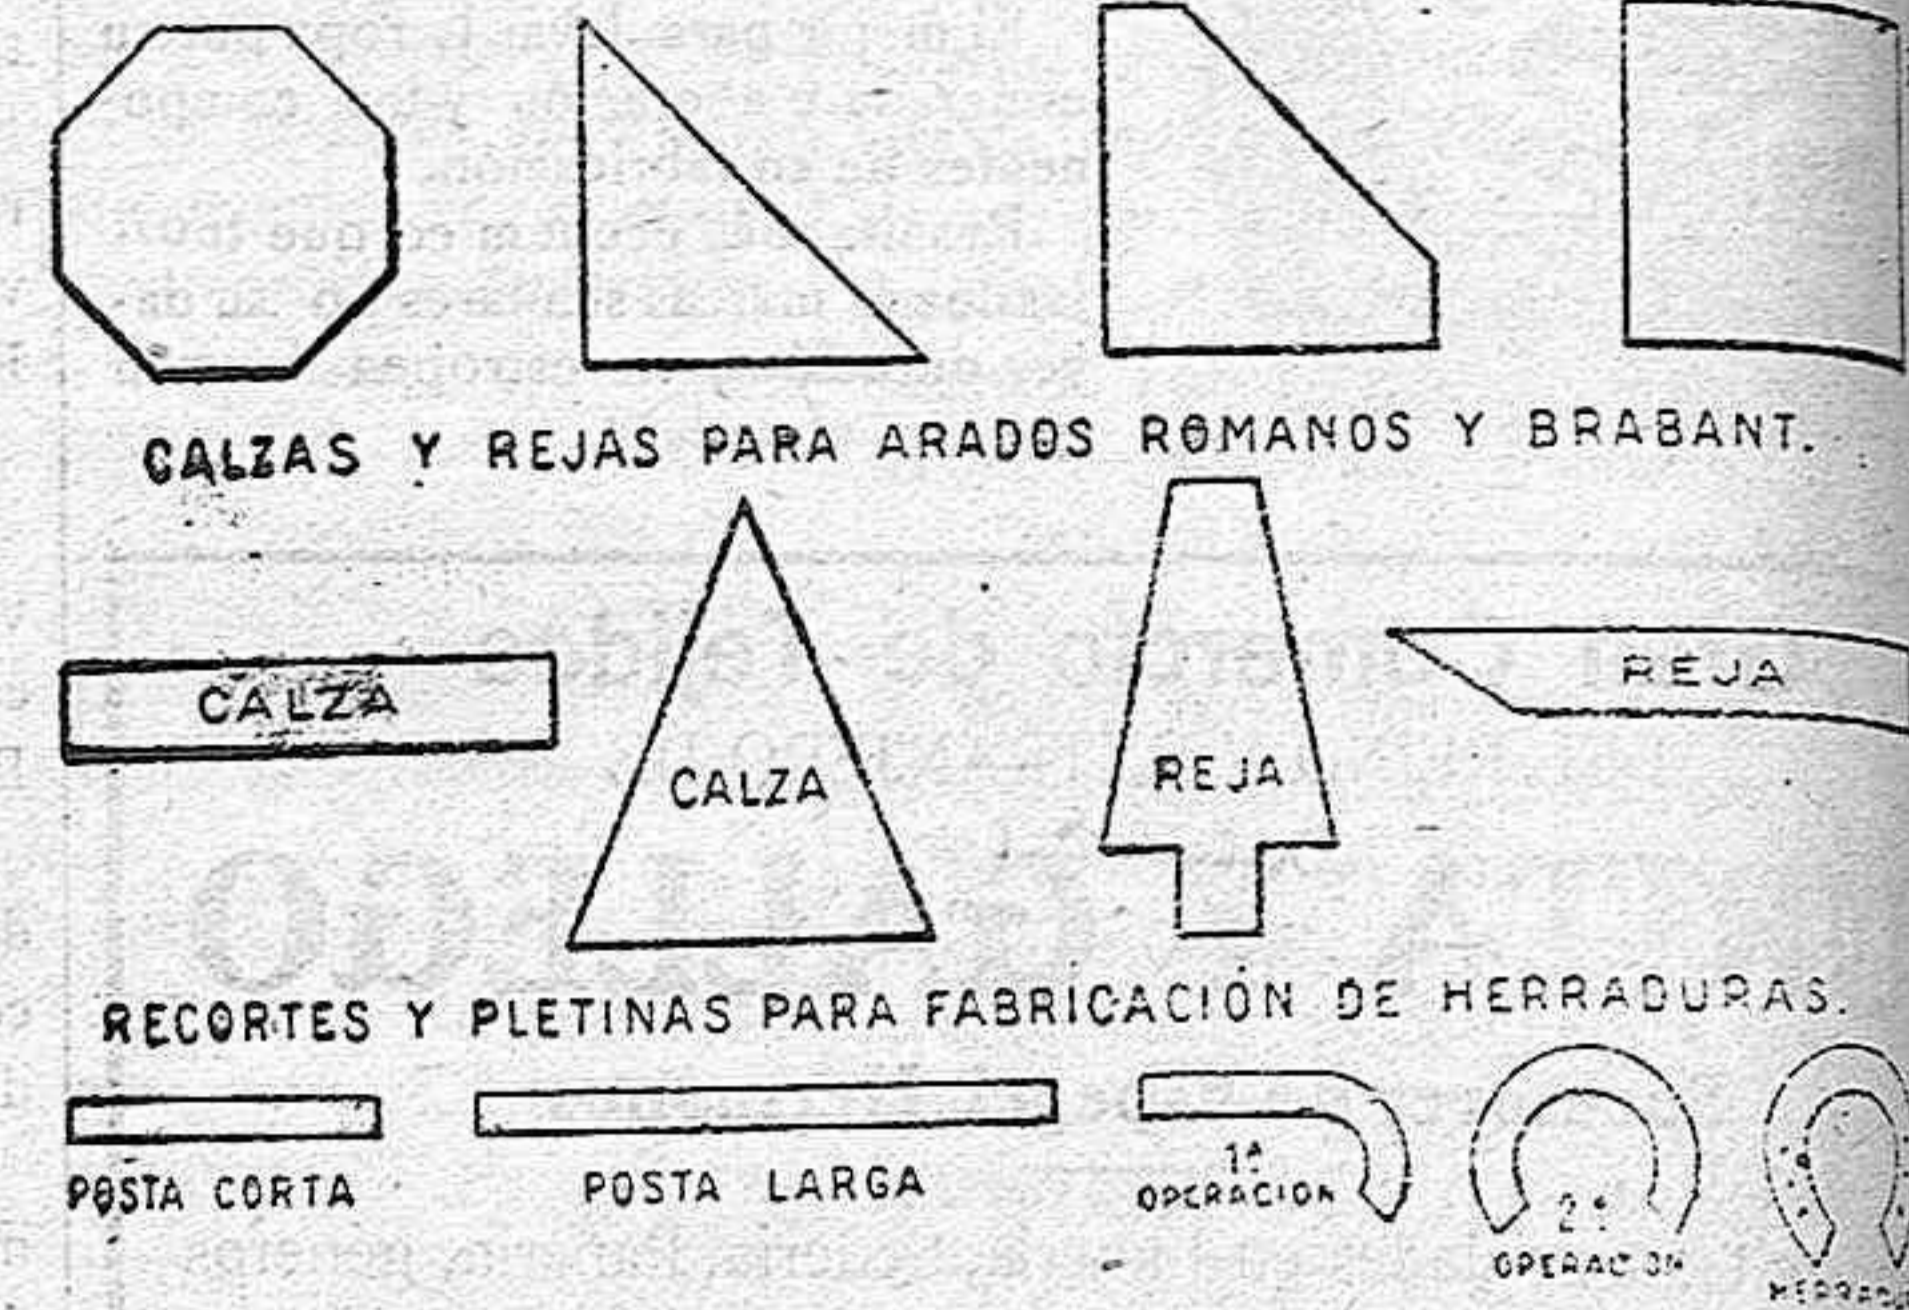 CALZAS Y REJAS PARA ARADOS ROMANOS Y BRABANT.
CALZA
CALZA
REJA
REJA
RECORTES Y PLETINAS PARA FABRICACIÓN DE HERRADURAS.
POSTA CORTA
POSTA LARGA
1ª
OPERACION
2ª
OPERACION